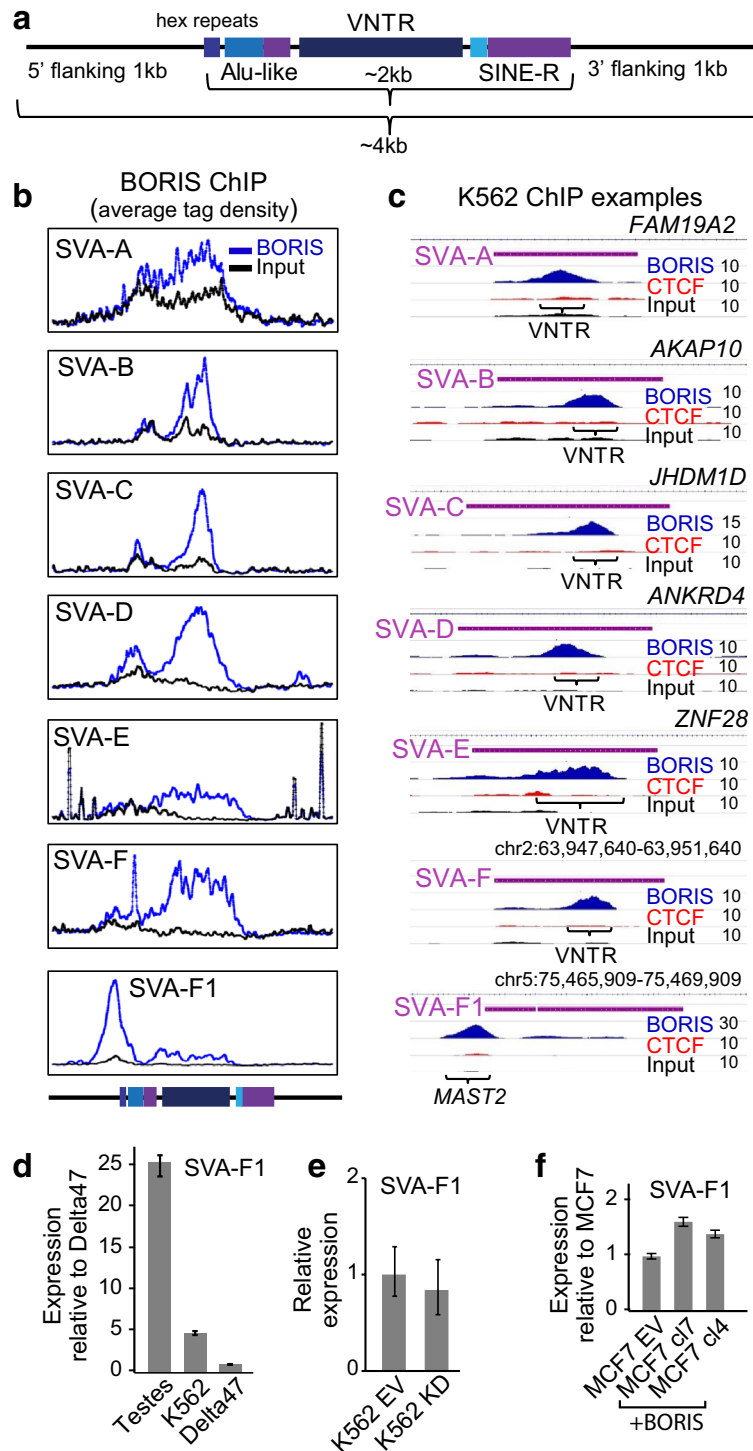 a
hex repeats
VNTR
5' flanking 1kb
Alu-like
~2kb
SINE-R
3' flanking 1kb
~4kb
b
BORIS ChIP
(average tag density)
SVA-A
BORIS
Input
SVA-B
SVA-C
SVA-D
SVA-E
SVA-F
SVA-F1
c
K562 ChIP examples
FAM19A2
SVA-A
BORIS 10
CTCF 10
Input 10
VNTR
AKAP10
SVA-B
BORIS 10
CTCF 10
Input 10
VNTR
JHDM1D
SVA-C
BORIS 15
CTCF 10
Input 10
VNTR
ANKRD4
SVA-D
BORIS 10
CTCF 10
Input 10
VNTR
ZNF28
SVA-E
BORIS 10
CTCF 10
Input 10
VNTR
chr2:63,947,640-63,951,640
SVA-F
BORIS 10
CTCF 10
Input 10
VNTR
chr5:75,465,909-75,469,909
SVA-F1
BORIS 30
CTCF 10
Input 10
MAST2
d
SVA-F1
Expression
relative to Delta47
25
20
15
10
5
0
Testes
K562
Delta47
e
SVA-F1
Relative
expression
2
1
0
K562 EV
K562 KD
f
SVA-F1
Expression
relative to MCF7
2
1
0
MCF7 EV
MCF7 cl7
MCF7 cl4
+BORIS